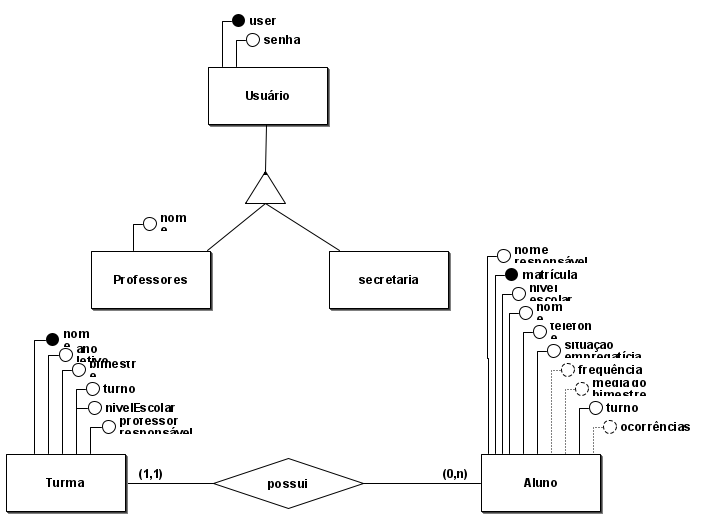 user
senha
Usuário
nom
e
Professores
secretaria
nome
responsável
matrícula
nivel
escolar
nom
e
telefon
e
situação
empregatícia
frequência
media do
bimestre
turno
ocorrências
nom
e
ano
letivo
bimestr
e
turno
nivelEscolar
professor
responsável
Turma
(1,1)
possui
(0,n)
Aluno